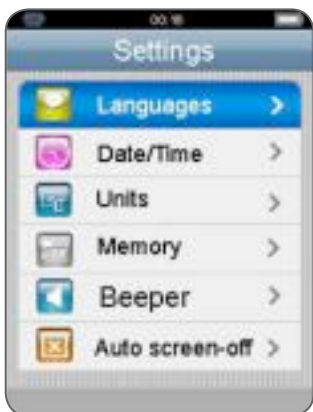 00:16
Settings
Languages
Date/Time
Units
Memory
Beeper
Auto screen-off